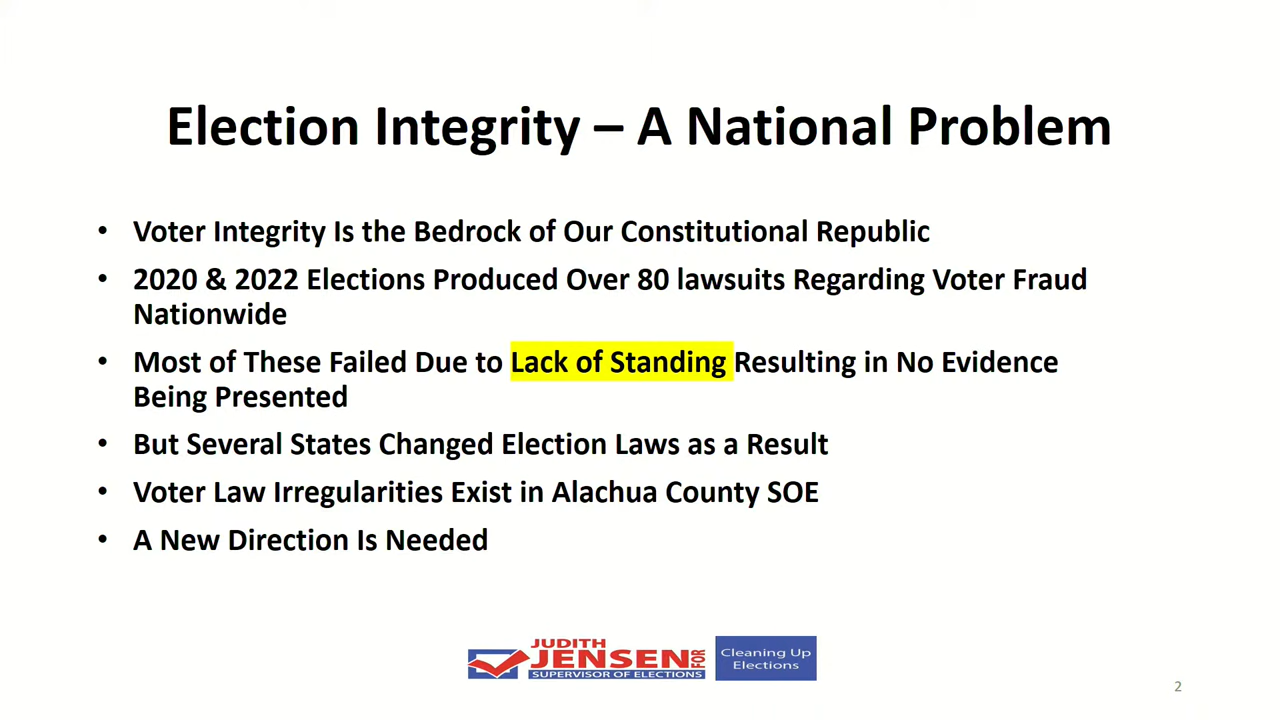 Election Integrity – A National Problem
• Voter Integrity Is the Bedrock of Our Constitutional Republic
• 2020 & 2022 Elections Produced Over 80 lawsuits Regarding Voter Fraud
Nationwide
• Most of These Failed Due to Lack of Standing Resulting in No Evidence
Being Presented
• But Several States Changed Election Laws as a Result
• Voter Law Irregularities Exist in Alachua County SOE
• A New Direction Is Needed
JUDITH
JENSEN FOR
SUPERVISOR OF ELECTIONS
Cleaning Up
Elections
2